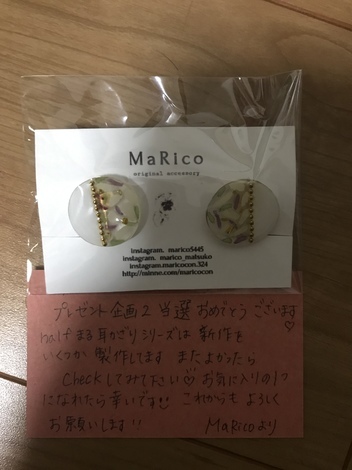 MaRico
original accessory
instagram. marico5445
instagram. marico_matsuko
instagram.maricocon.324
http://minne.com/maricocon
プレゼント企画2 当選 おめでとう ございます♡
half まる 耳かざり シリーズは 新作を
いくつか 製作してます またよかったら
Checkしてみて下さい♡ お気に入りの1つ
になれたら幸いです!! これからも よろしく
お願いします!! MaRicoより